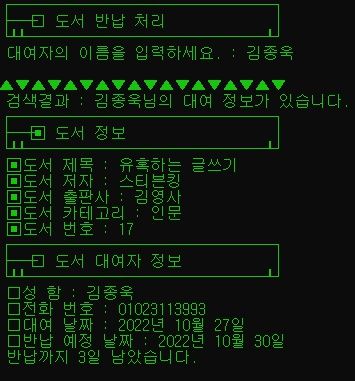 도서 반납 처리
대여자의 이름을 입력하세요. : 김종욱
▲▼▲▼▲▼▲▼▲▼▲▼▲▼▲▼▲▼
검색결과 : 김종욱님의 대여 정보가 있습니다.
도서 정보
▣도서 제목 : 유혹하는 글쓰기
▣도서 저자 : 스티븐킹
▣도서 출판사 : 김영사
▣도서 카테고리 : 인문
▣도서 번호 : 17
도서 대여자 정보
□성 함 : 김종욱
□전화 번호 : 01023113993
□대여 날짜 : 2022년 10월 27일
□반납 예정 날짜 : 2022년 10월 30일
반납까지 3일 남았습니다.